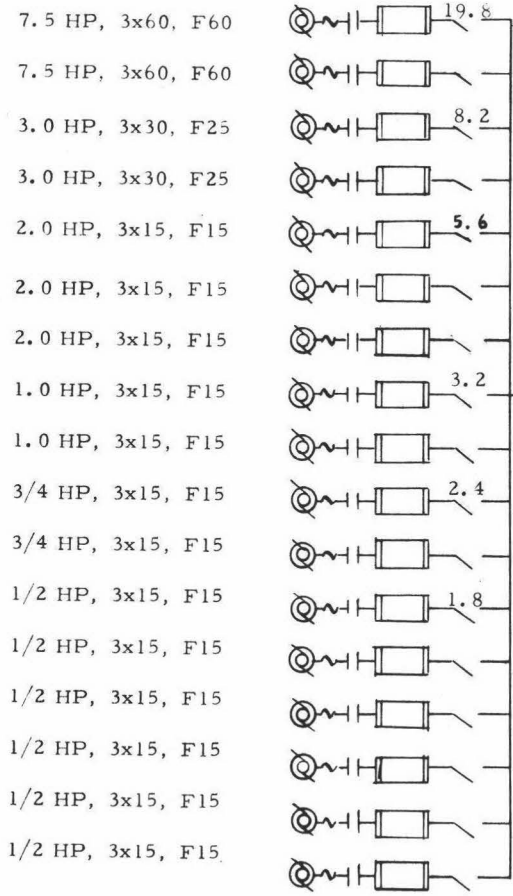 7.5 HP, 3x60, F60 19.8
7.5 HP, 3x60, F60
3.0 HP, 3x30, F25 8.2
3.0 HP, 3x30, F25
2.0 HP, 3x15, F15 5.6
2.0 HP, 3x15, F15
2.0 HP, 3x15, F15
1.0 HP, 3x15, F15 3.2
1.0 HP, 3x15, F15
3/4 HP, 3x15, F15 2.4
3/4 HP, 3x15, F15
1/2 HP, 3x15, F15 1.8
1/2 HP, 3x15, F15
1/2 HP, 3x15, F15
1/2 HP, 3x15, F15
1/2 HP, 3x15, F15
1/2 HP, 3x15, F15